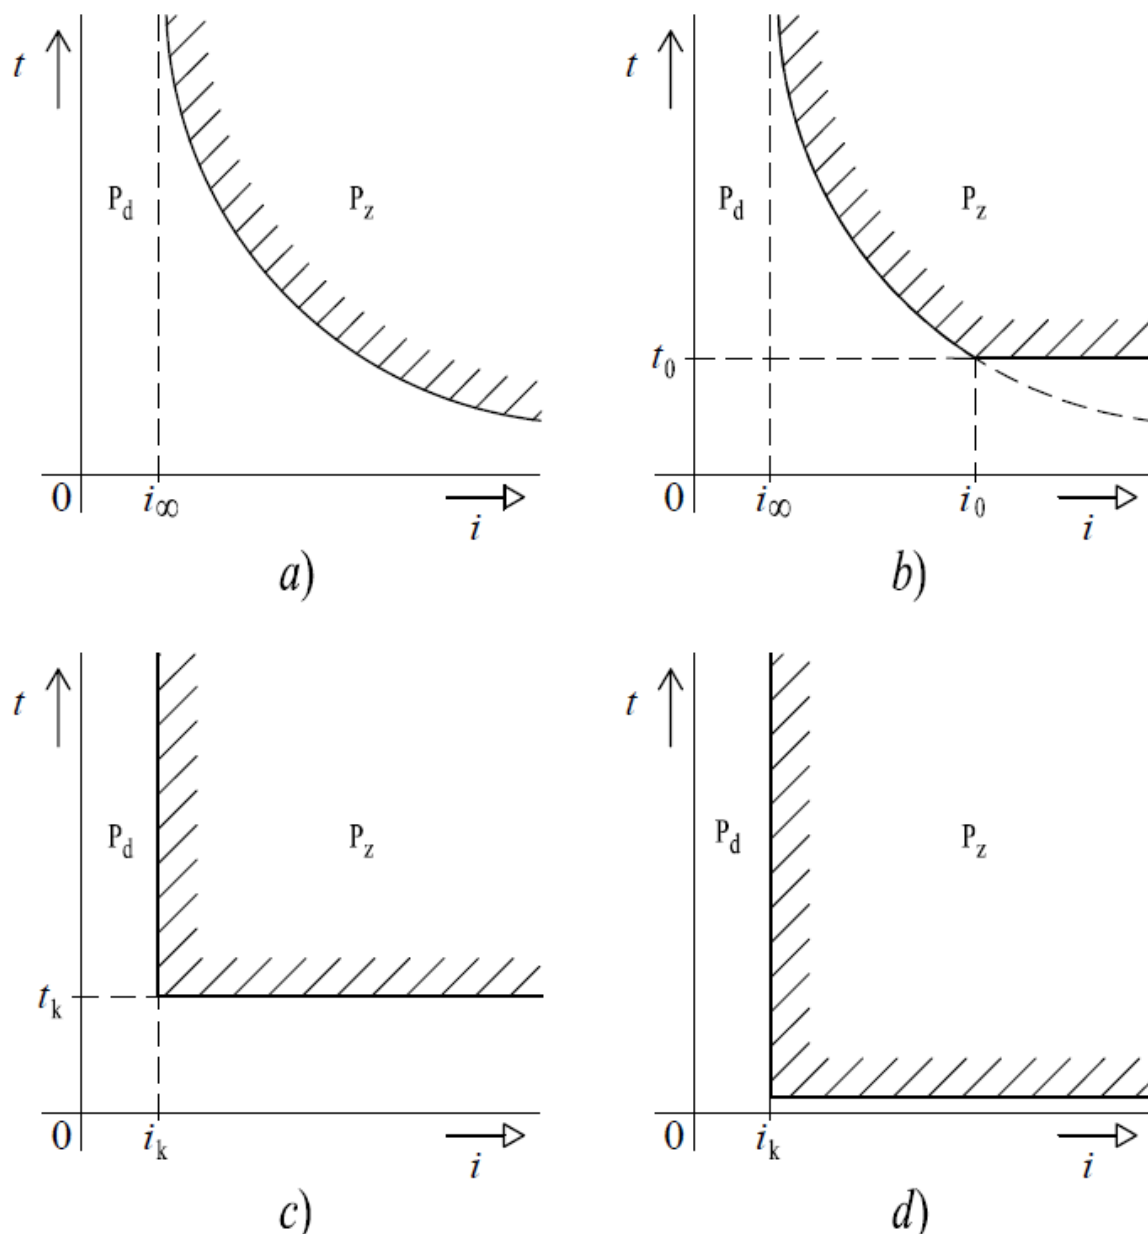 t
P_d
P_z
0
i_∞
i
a)
t
P_d
P_z
t_0
0
i_∞
i_0
i
b)
t
P_d
P_z
t_k
0
i_k
i
c)
t
P_d
P_z
0
i_k
i
d)